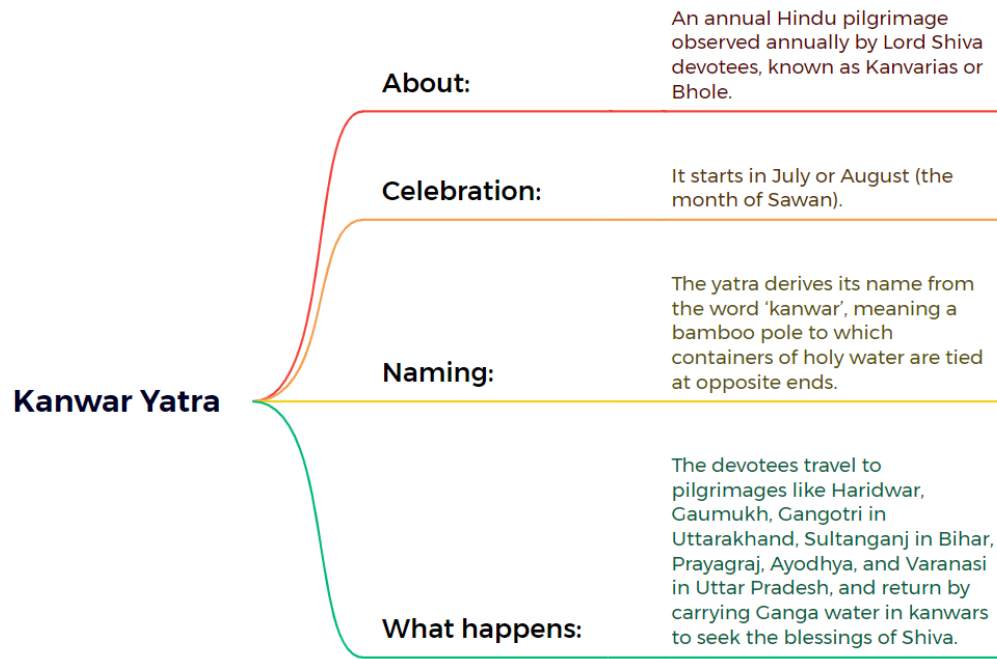 Kanwar Yatra
About:
An annual Hindu pilgrimage
observed annually by Lord Shiva
devotees, known as Kanvarias or
Bhole.
Celebration:
It starts in July or August (the
month of Sawan).
Naming:
The yatra derives its name from
the word ‘kanwar’, meaning a
bamboo pole to which
containers of holy water are tied
at opposite ends.
What happens:
The devotees travel to
pilgrimages like Haridwar,
Gaumukh, Gangotri in
Uttarakhand, Sultanganj in Bihar,
Prayagraj, Ayodhya, and Varanasi
in Uttar Pradesh, and return by
carrying Ganga water in kanwars
to seek the blessings of Shiva.